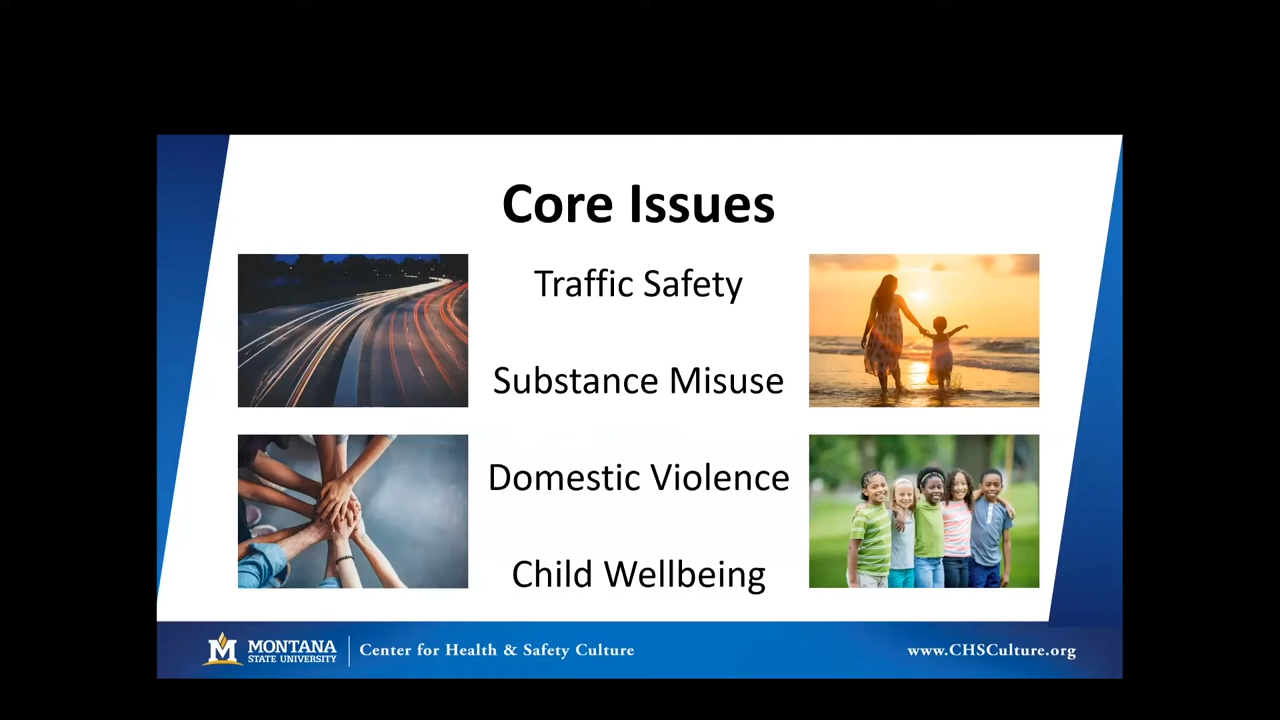 Core Issues
Traffic Safety
Substance Misuse
Domestic Violence
Child Wellbeing
M MONTANA
STATE UNIVERSITY
Center for Health & Safety Culture
www.CHSCulture.org